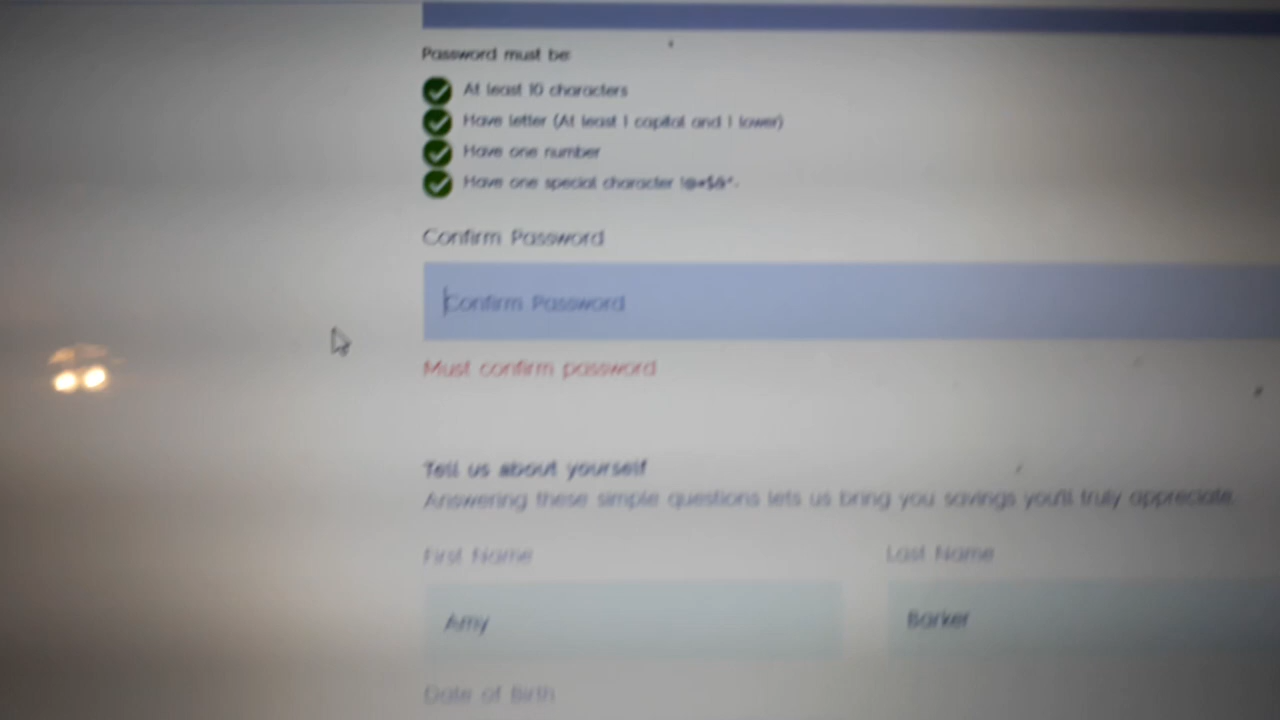 Password must be:
At least 10 characters
Have letter (At least 1 capital and 1 lower)
Have one number
Have one special character !@#$&*-
Confirm Password
Confirm Password
Must confirm password
Tell us about yourself
Answering these simple questions lets us bring you savings you'll truly appreciate.
First Name Last Name
Amy Barker
Date of Birth